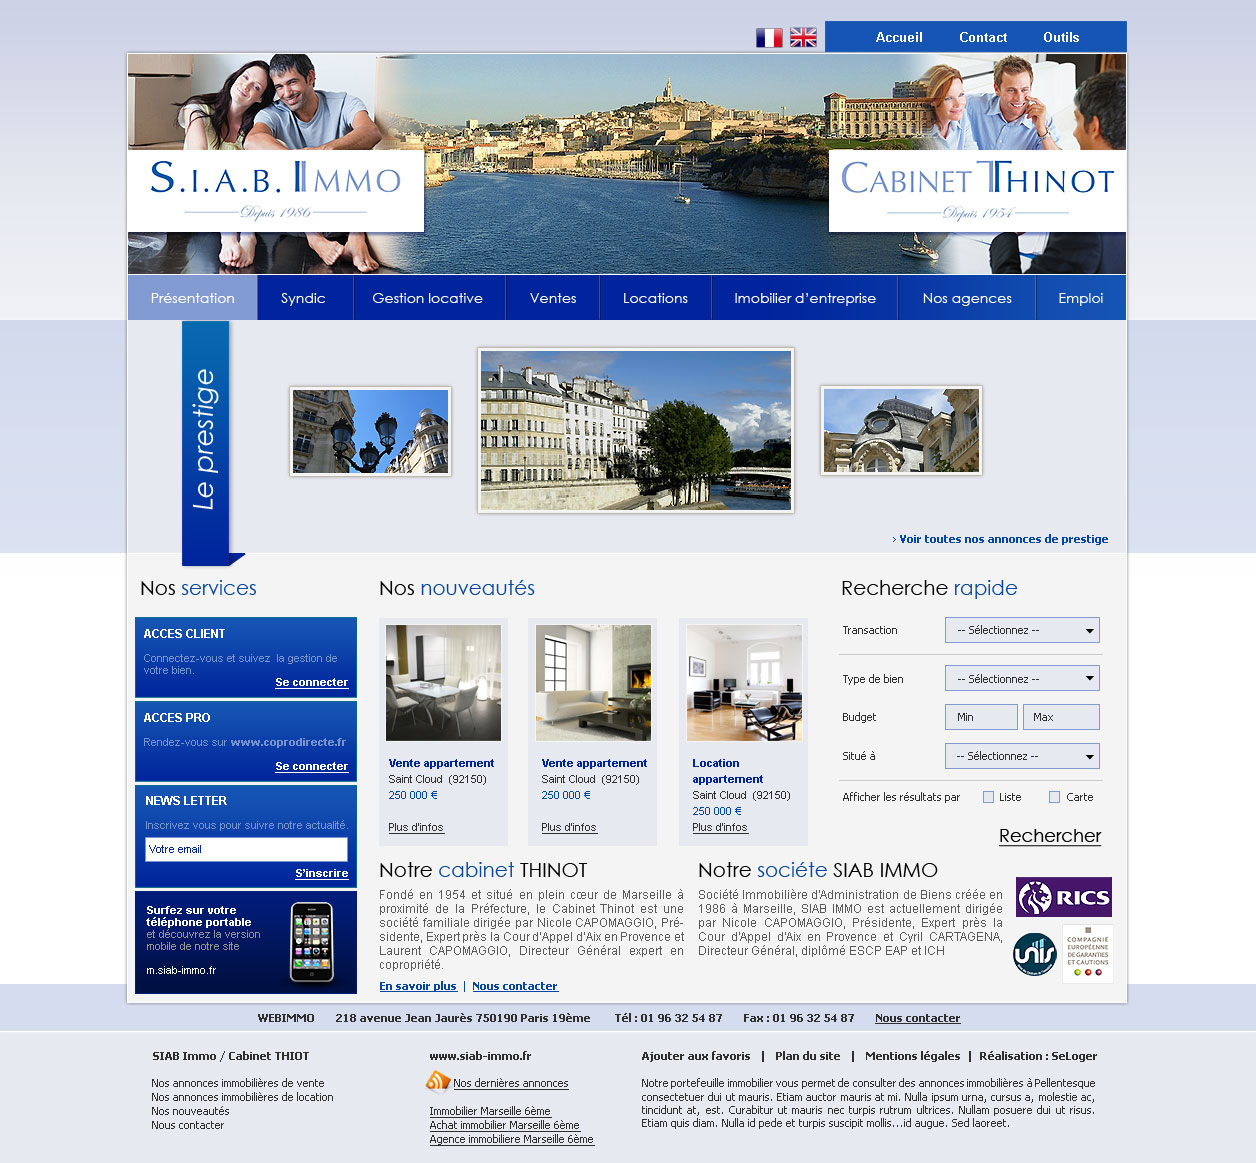 Accueil Contact Outils
S.I.A.B. IMMO
Depuis 1986
CABINET THINOT
Depuis 1954
Présentation Syndic Gestion locative Ventes Locations Imobilier d'entreprise Nos agences Emploi
Le prestige
› Voir toutes nos annonces de prestige
Nos services
ACCES CLIENT
Connectez-vous et suivez la gestion de
votre bien.
Se connecter
ACCES PRO
Rendez-vous sur www.coprodirecte.fr
Se connecter
NEWS LETTER
Inscrivez vous pour suivre notre actualité.
Votre email
S'inscrire
Surfez sur votre
téléphone portable
et découvrez la version
mobile de notre site
m.siab-immo.fr
Nos nouveautés
Vente appartement
Saint Cloud (92150)
250 000 €
Plus d'infos
Vente appartement
Saint Cloud (92150)
250 000 €
Plus d'infos
Location
appartement
Saint Cloud (92150)
250 000 €
Plus d'infos
Recherche rapide
Transaction -- Sélectionnez --
Type de bien -- Sélectionnez --
Budget Min Max
Situé à -- Sélectionnez --
Afficher les résultats par Liste Carte
Rechercher
Notre cabinet THINOT
Fondé en 1954 et situé en plein cœur de Marseille à
proximité de la Préfecture, le Cabinet Thinot est une
société familiale dirigée par Nicole CAPOMAGGIO, Pré-
sidente, Expert près la Cour d'Appel d'Aix en Provence et
Laurent CAPOMAGGIO, Directeur Général expert en
copropriété.
En savoir plus | Nous contacter
Notre sociéte SIAB IMMO
Société Immobilière d'Administration de Biens créée en
1986 à Marseille, SIAB IMMO est actuellement dirigée
par Nicole CAPOMAGGIO, Présidente, Expert près la
Cour d'Appel d'Aix en Provence et Cyril CARTAGENA,
Directeur Général, diplômé ESCP EAP et ICH
RICS
unis
COMPAGNIE
EUROPÉENNE
DE GARANTIES
ET CAUTIONS
WEBIMMO 218 avenue Jean Jaurès 750190 Paris 19ème Tél : 01 96 32 54 87 Fax : 01 96 32 54 87 Nous contacter
SIAB Immo / Cabinet THIOT
Nos annonces immobilières de vente
Nos annonces immobilières de location
Nos nouveautés
Nous contacter
www.siab-immo.fr
Nos dernières annonces
Immobilier Marseille 6ème
Achat immobilier Marseille 6ème
Agence immobiliere Marseille 6ème
Ajouter aux favoris | Plan du site | Mentions légales | Réalisation : SeLoger
Notre portefeuille immobilier vous permet de consulter des annonces immobilières à Pellentesque
consectetuer dui ut mauris. Etiam auctor mauris at mi. Nulla ipsum urna, cursus a, molestie ac,
tincidunt at, est. Curabitur ut mauris nec turpis rutrum ultrices. Nullam posuere dui ut risus.
Etiam quis diam. Nulla id pede et turpis suscipit mollis...id augue. Sed laoreet.